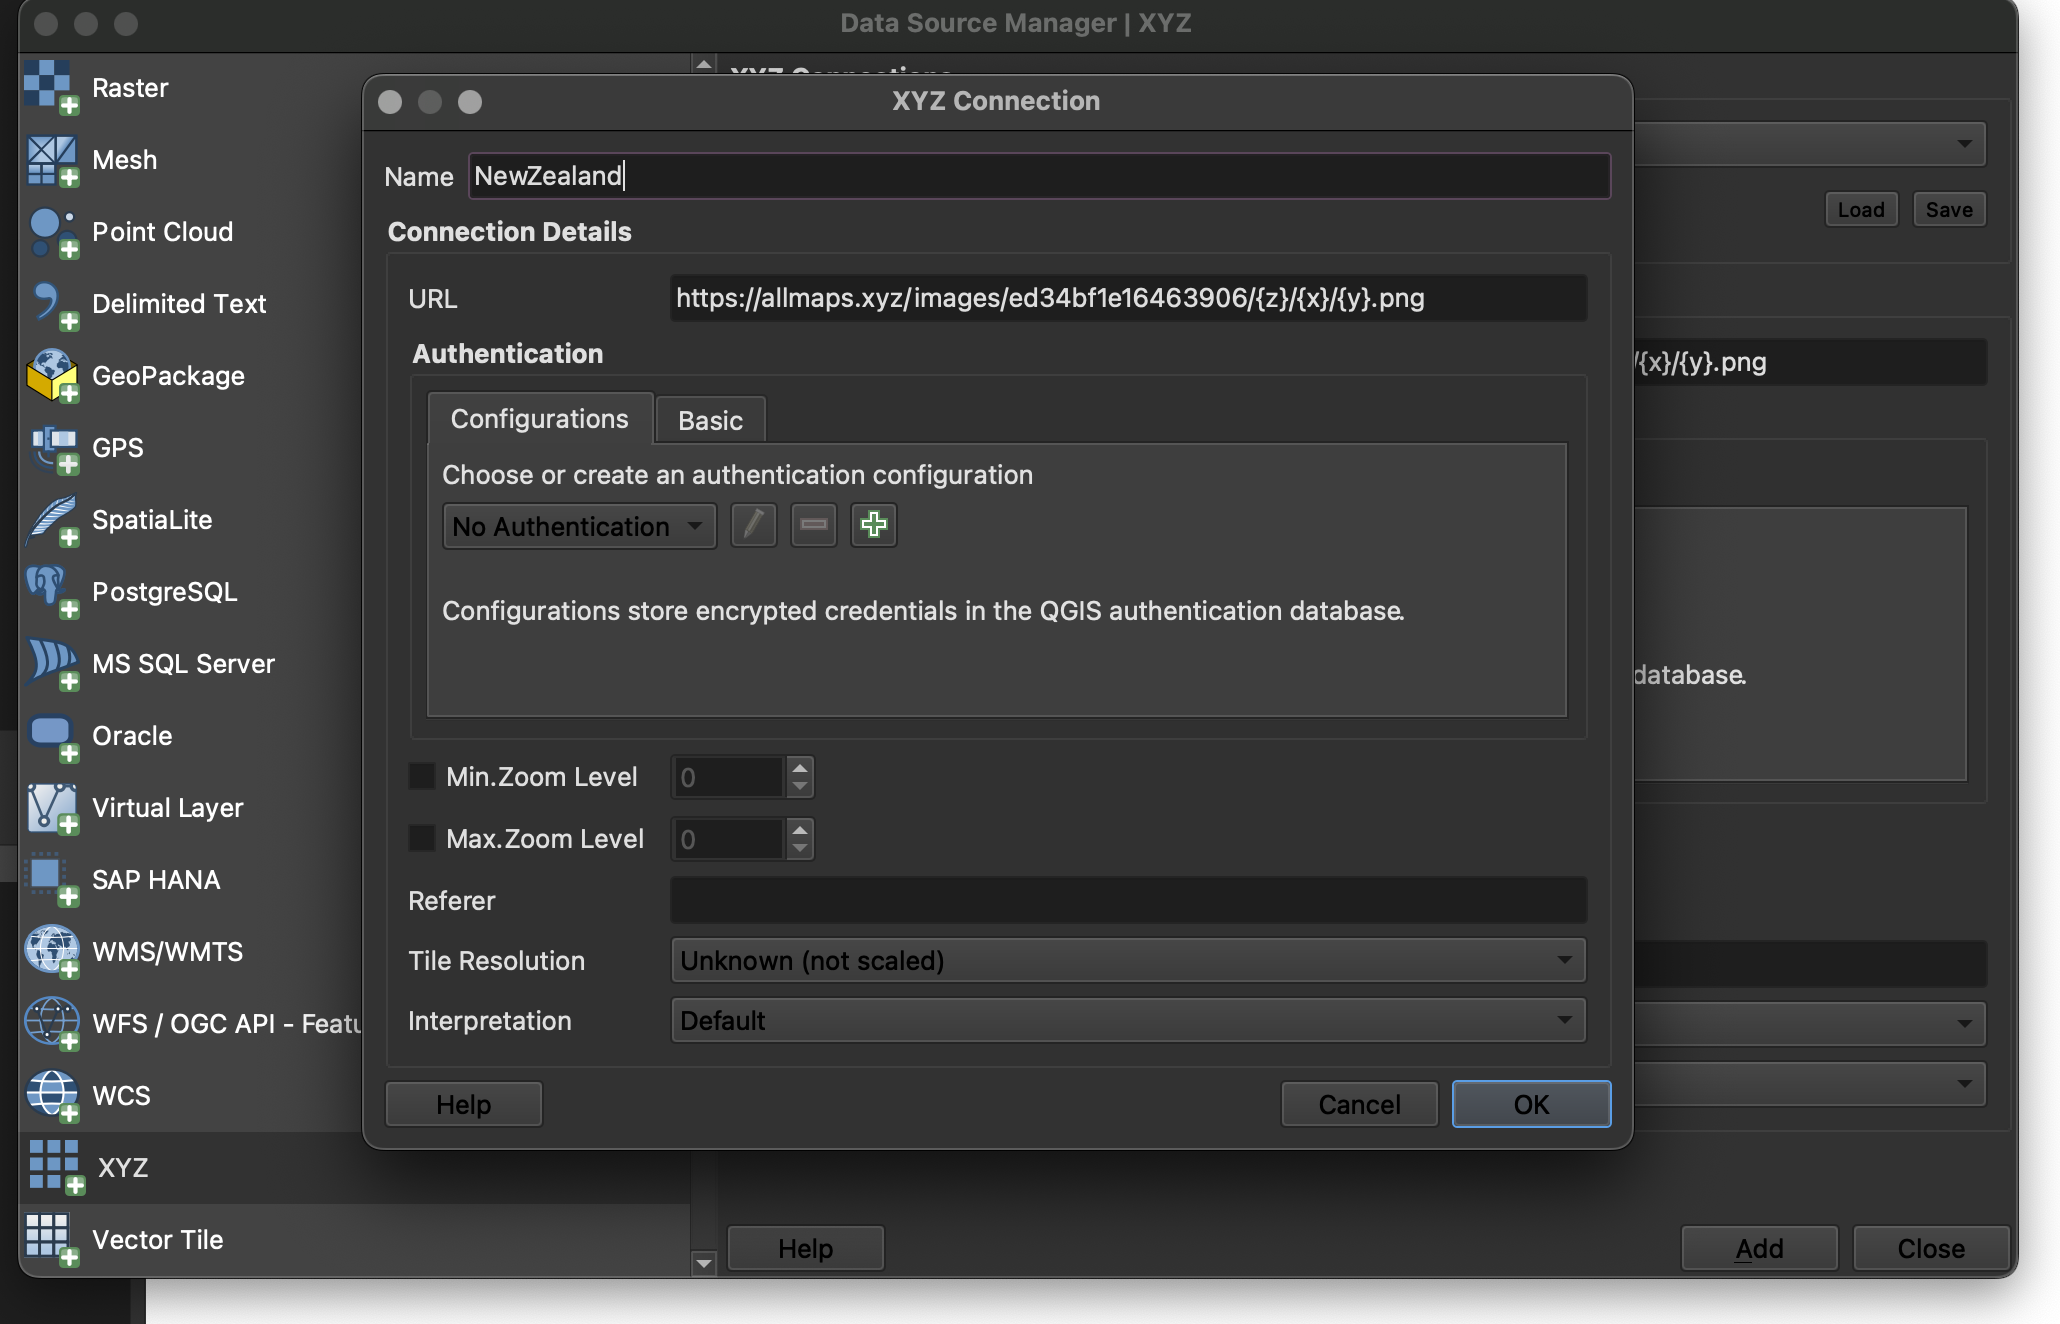 Data Source Manager | XYZ
Raster
Mesh
Point Cloud
Delimited Text
GeoPackage
GPS
SpatiaLite
PostgreSQL
MS SQL Server
Oracle
Virtual Layer
SAP HANA
WMS/WMTS
WFS / OGC API - Featu
WCS
XYZ
Vector Tile
XYZ Connections
Load
Save
/{x}/{y}.png
database.
Help
Add
Close
XYZ Connection
Name
NewZealand
Connection Details
URL
https://allmaps.xyz/images/ed34bf1e16463906/{z}/{x}/{y}.png
Authentication
Configurations
Basic
Choose or create an authentication configuration
No Authentication
Configurations store encrypted credentials in the QGIS authentication database.
Min.Zoom Level
0
Max.Zoom Level
0
Referer
Tile Resolution
Unknown (not scaled)
Interpretation
Default
Help
Cancel
OK